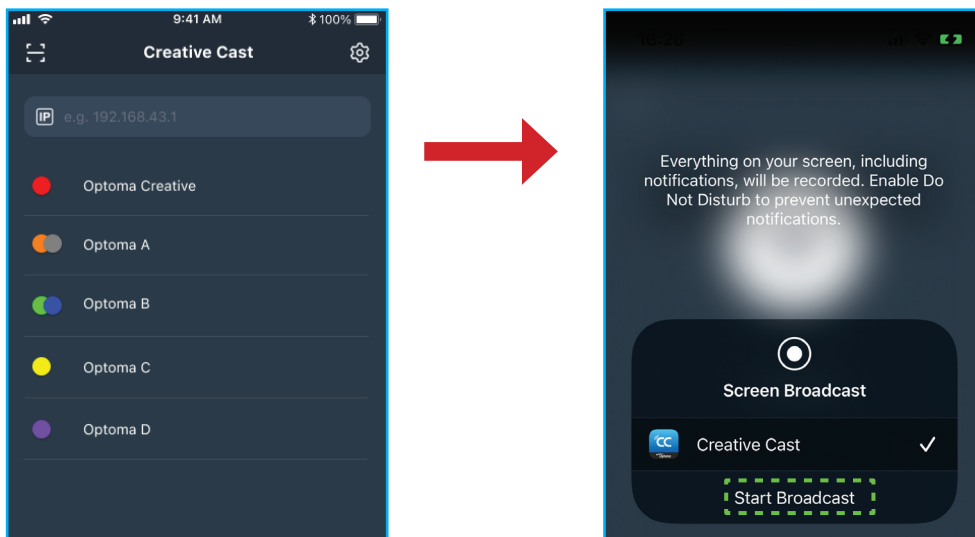 9:41 AM
100%
Creative Cast
IP
e.g. 192.168.43.1
Optoma Creative
Optoma A
Optoma B
Optoma C
Optoma D
Everything on your screen, including
notifications, will be recorded. Enable Do
Not Disturb to prevent unexpected
notifications.
Screen Broadcast
CC
Creative Cast
Start Broadcast